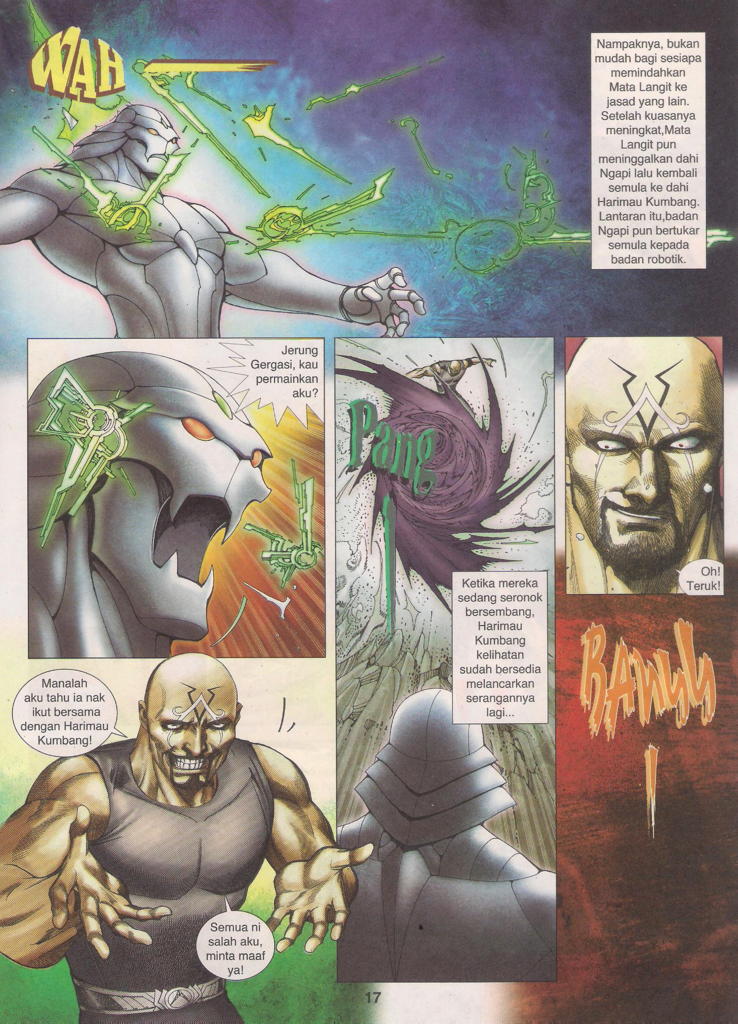 WAH
Nampaknya, bukan
mudah bagi sesiapa
memindahkan
Mata Langit ke
jasad yang lain.
Setelah kuasanya
meningkat,Mata
Langit pun
meninggalkan dahi
Ngapi lalu kembali
semula ke dahi
Harimau Kumbang.
Lantaran itu,badan
Ngapi pun bertukar
semula kepada
badan robotik.
Jerung
Gergasi, kau
permainkan
aku?
Pang
!
Oh!
Teruk!
Ketika mereka
sedang seronok
bersembang,
Harimau
Kumbang
kelihatan
sudah bersedia
melancarkan
serangannya
lagi...
Manalah
aku tahu ia nak
ikut bersama
dengan Harimau
Kumbang!
Semua ni
salah aku,
minta maaf
ya!
17